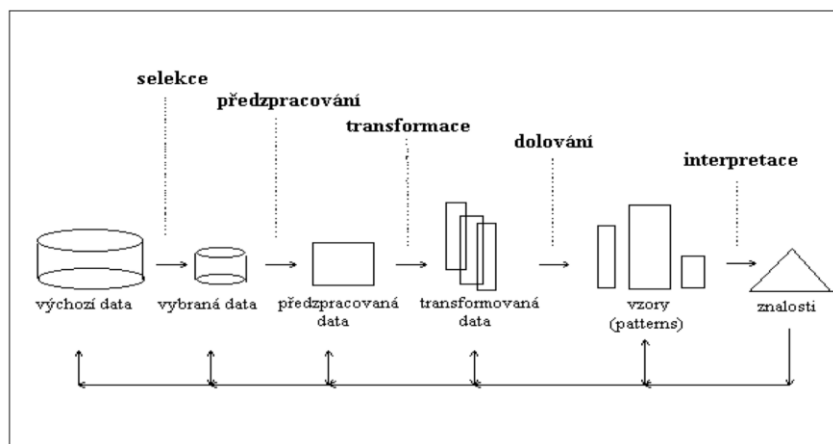 selekce
předzpracování
transformace
dolování
interpretace
výchozí data
vybraná data
předzpracovaná
data
transformovaná
data
vzory
(patterns)
znalosti